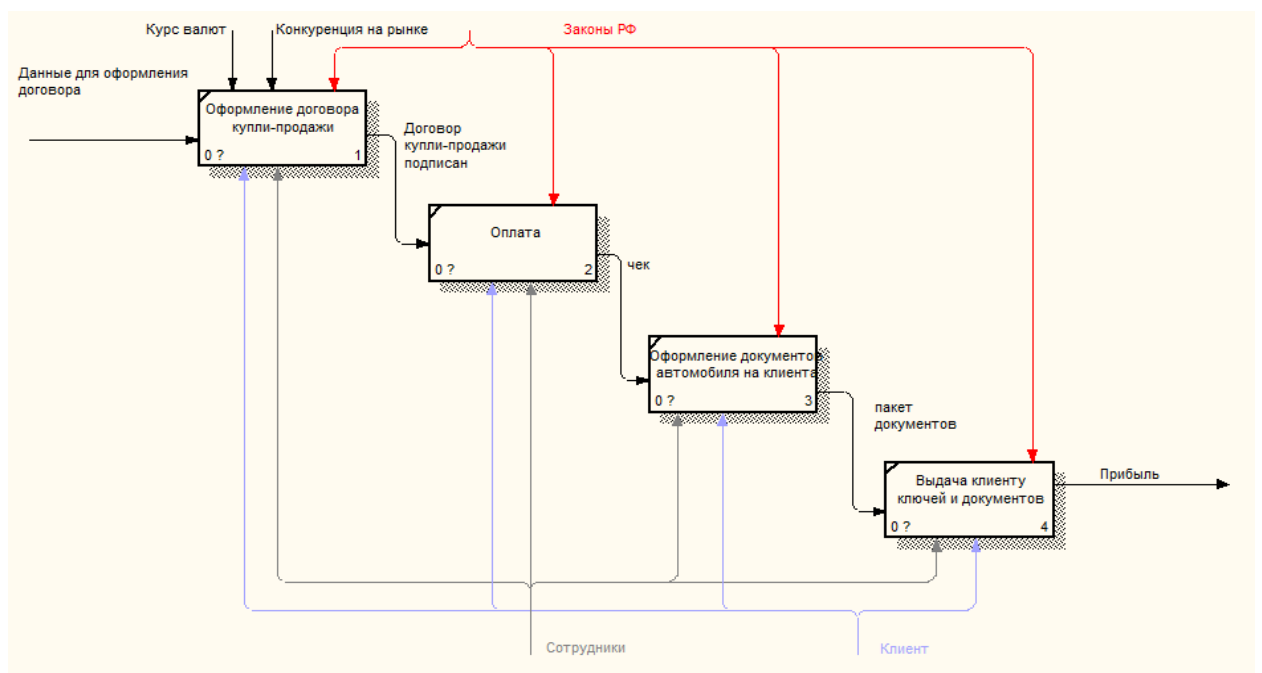 Курс валют
Конкуренция на рынке
Законы РФ
Данные для оформления
договора
Оформление договора
купли-продажи
0 ?
1
Договор
купли-продажи
подписан
Оплата
0 ?
2
чек
Оформление документов
автомобиля на клиента
0 ?
3
пакет
документов
Выдача клиенту
ключей и документов
0 ?
4
Прибыль
Сотрудники
Клиент